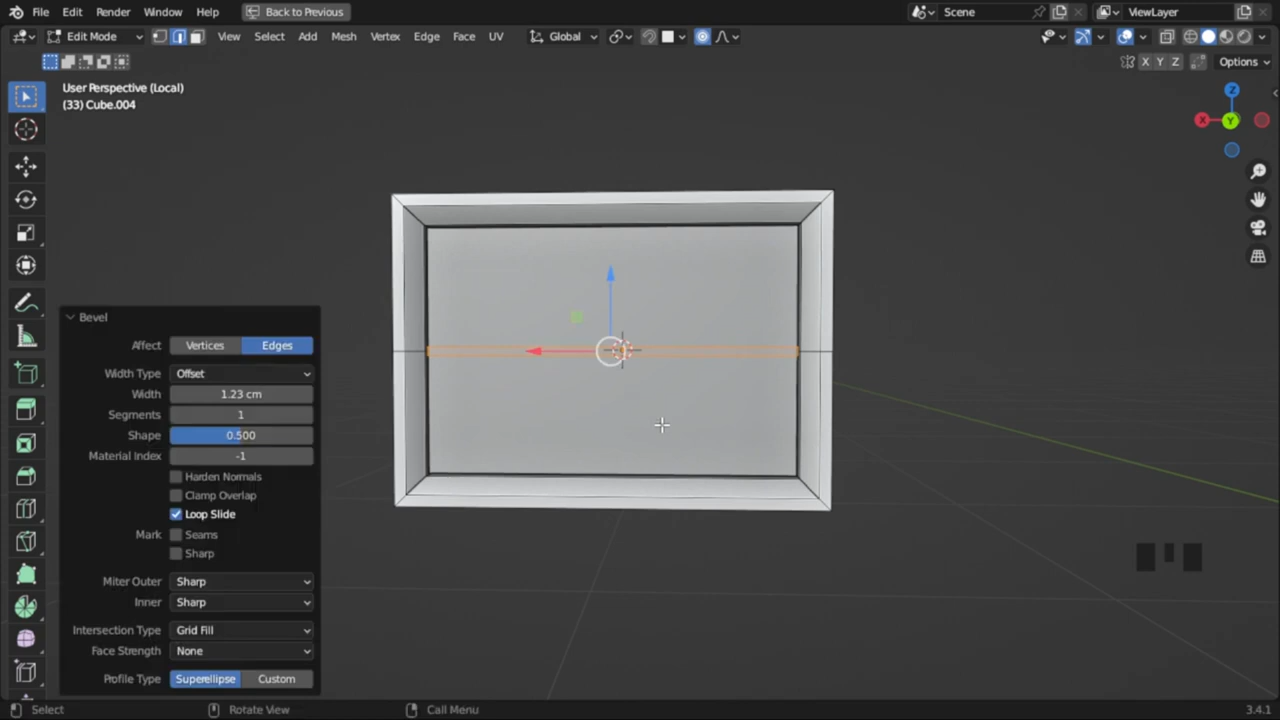 File Edit Render Window Help Back to Previous Scene ViewLayer
Edit Mode View Select Add Mesh Vertex Edge Face UV Global
X Y Z Options
User Perspective (Local)
(33) Cube.004
Z
X Y
Bevel
Affect Vertices Edges
Width Type Offset
Width 1.23 cm
Segments 1
Shape 0.500
Material Index -1
Harden Normals
Clamp Overlap
Loop Slide
Mark Seams
Sharp
Miter Outer Sharp
Inner Sharp
Intersection Type Grid Fill
Face Strength None
Profile Type Superellipse Custom
Select Rotate View Call Menu 3.4.1